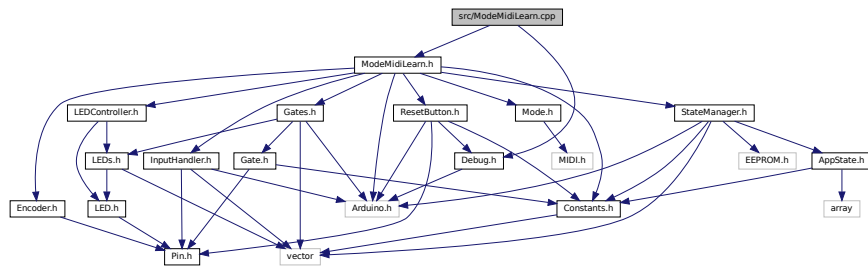 src/ModeMidiLearn.cpp
ModeMidiLearn.h
LEDController.h
Gates.h
ResetButton.h
Mode.h
StateManager.h
LEDs.h
InputHandler.h
Gate.h
Debug.h
MIDI.h
EEPROM.h
AppState.h
Encoder.h
LED.h
Arduino.h
Constants.h
array
Pin.h
vector